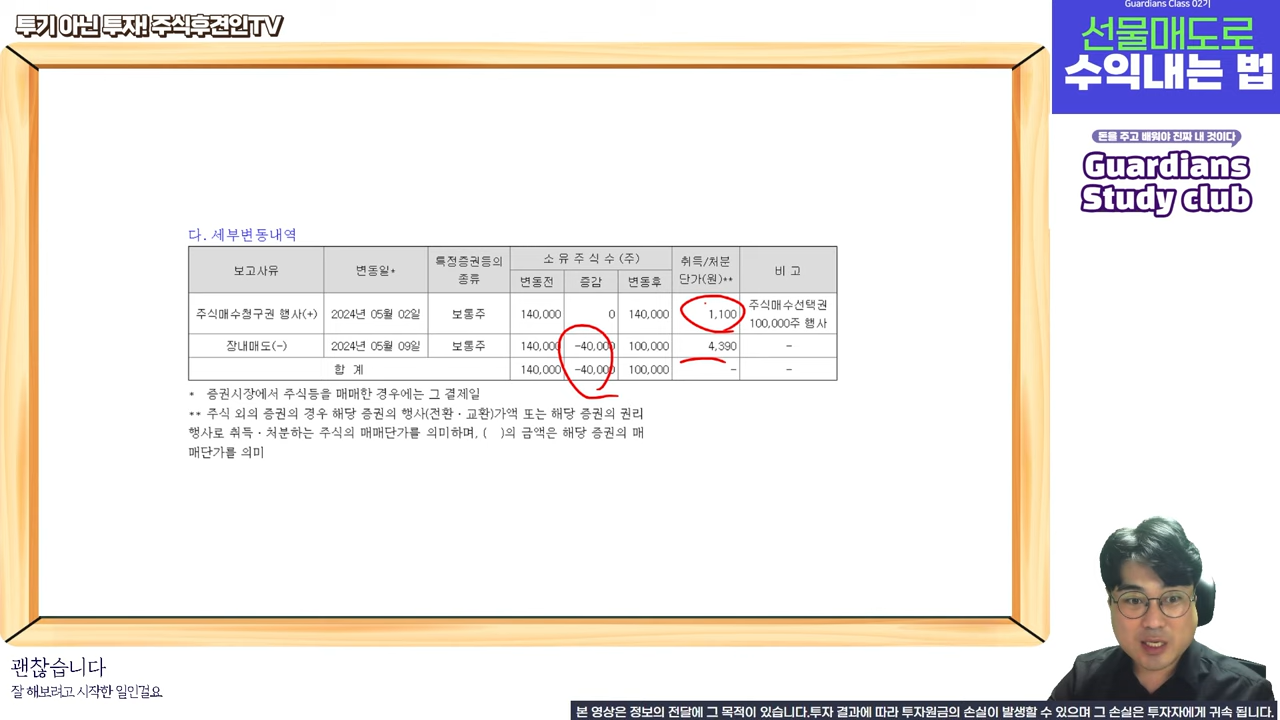 투기 아닌 투자! 주식후견인TV
Guardians Class 02기
선물매도로
수익내는 법
돈을 주고 배워야 진짜 내 것이다
Guardians
Study club
다. 세부변동내역
보고사유 변동일* 특정증권등의 종류 소 유 주 식 수 (주) 취득/처분 단가(원)** 비 고
변동전 증감 변동후
주식매수청구권 행사(+) 2024년 05월 02일 보통주 140,000 0 140,000 1,100 주식매수선택권 100,000주 행사
장내매도(-) 2024년 05월 09일 보통주 140,000 -40,000 100,000 4,390 -
합 계 140,000 -40,000 100,000 - -
* 증권시장에서 주식등을 매매한 경우에는 그 결제일
** 주식 외의 증권의 경우 해당 증권의 행사(전환·교환)가액 또는 해당 증권의 권리
행사로 취득·처분하는 주식의 매매단가를 의미하며, ( )의 금액은 해당 증권의 매
매단가를 의미
괜찮습니다
잘 해보려고 시작한 일인걸요
본 영상은 정보의 전달에 그 목적이 있습니다.투자 결과에 따라 투자원금의 손실이 발생할 수 있으며 그 손실은 투자자에게 귀속 됩니다.